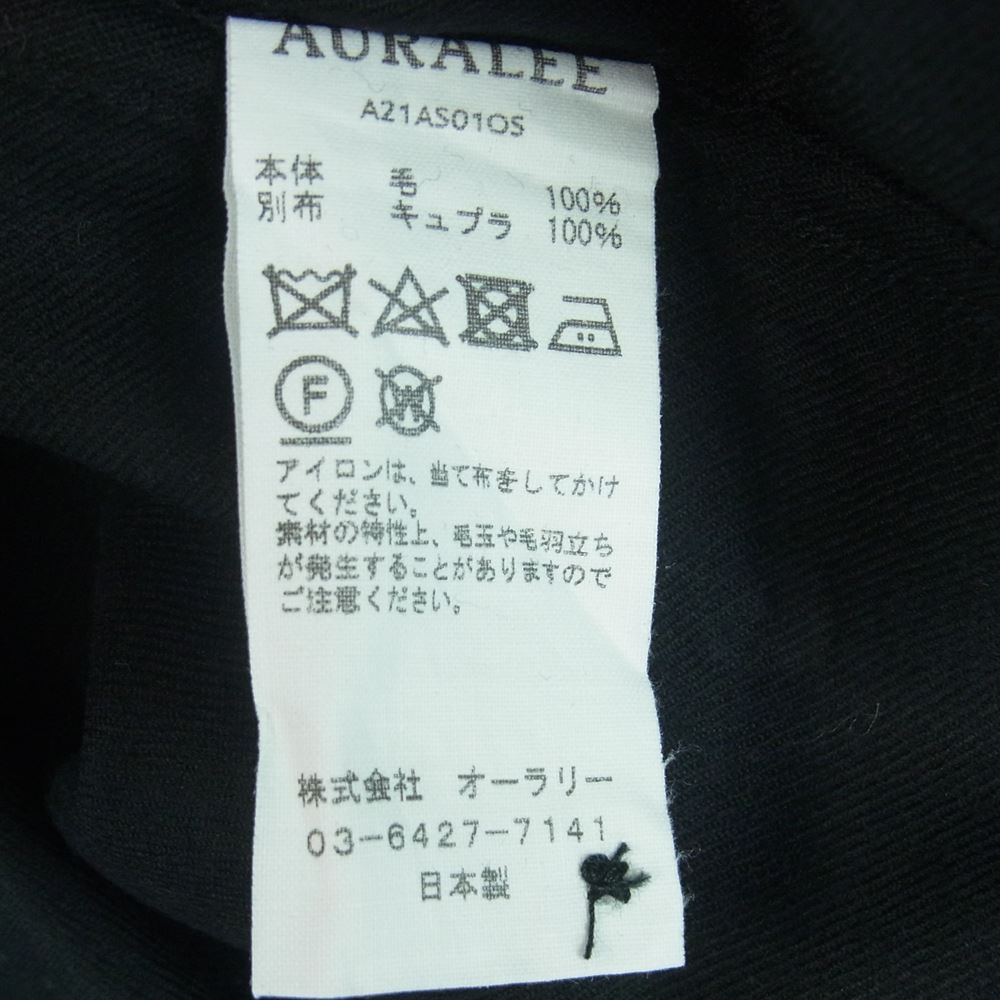 AURALEE
A21AS01OS
本体 毛 100%
別布 キュプラ 100%
F
W
アイロンは、当て布をしてかけ
てください。
素材の特性上、毛玉や毛羽立ち
が発生することがありますので
ご注意ください。
株式会社 オーラリー
03-6427-7141
日本製